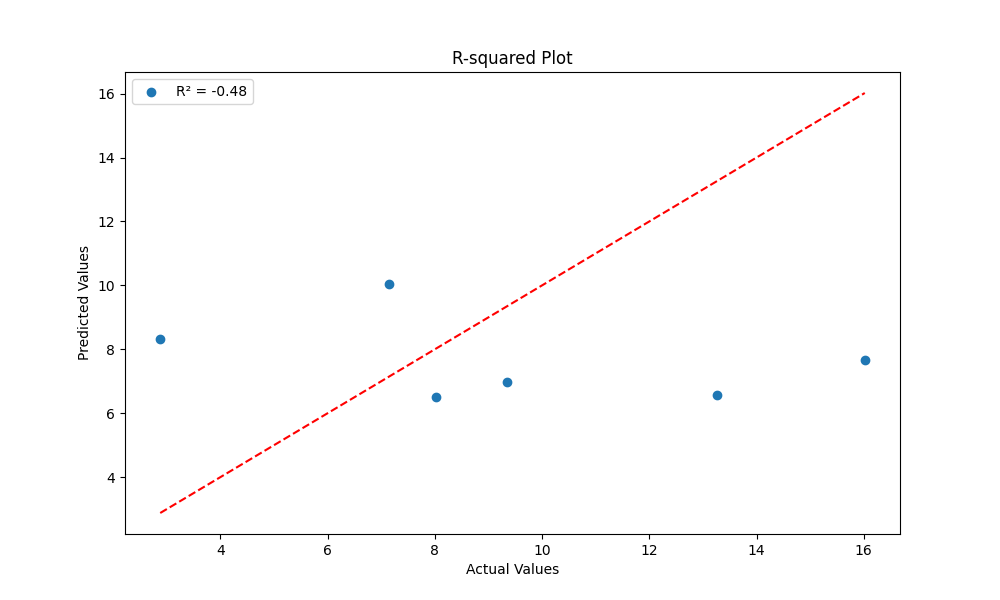 R-squared Plot
R² = -0.48
16
14
12
10
8
6
4
Predicted Values
4 6 8 10 12 14 16
Actual Values